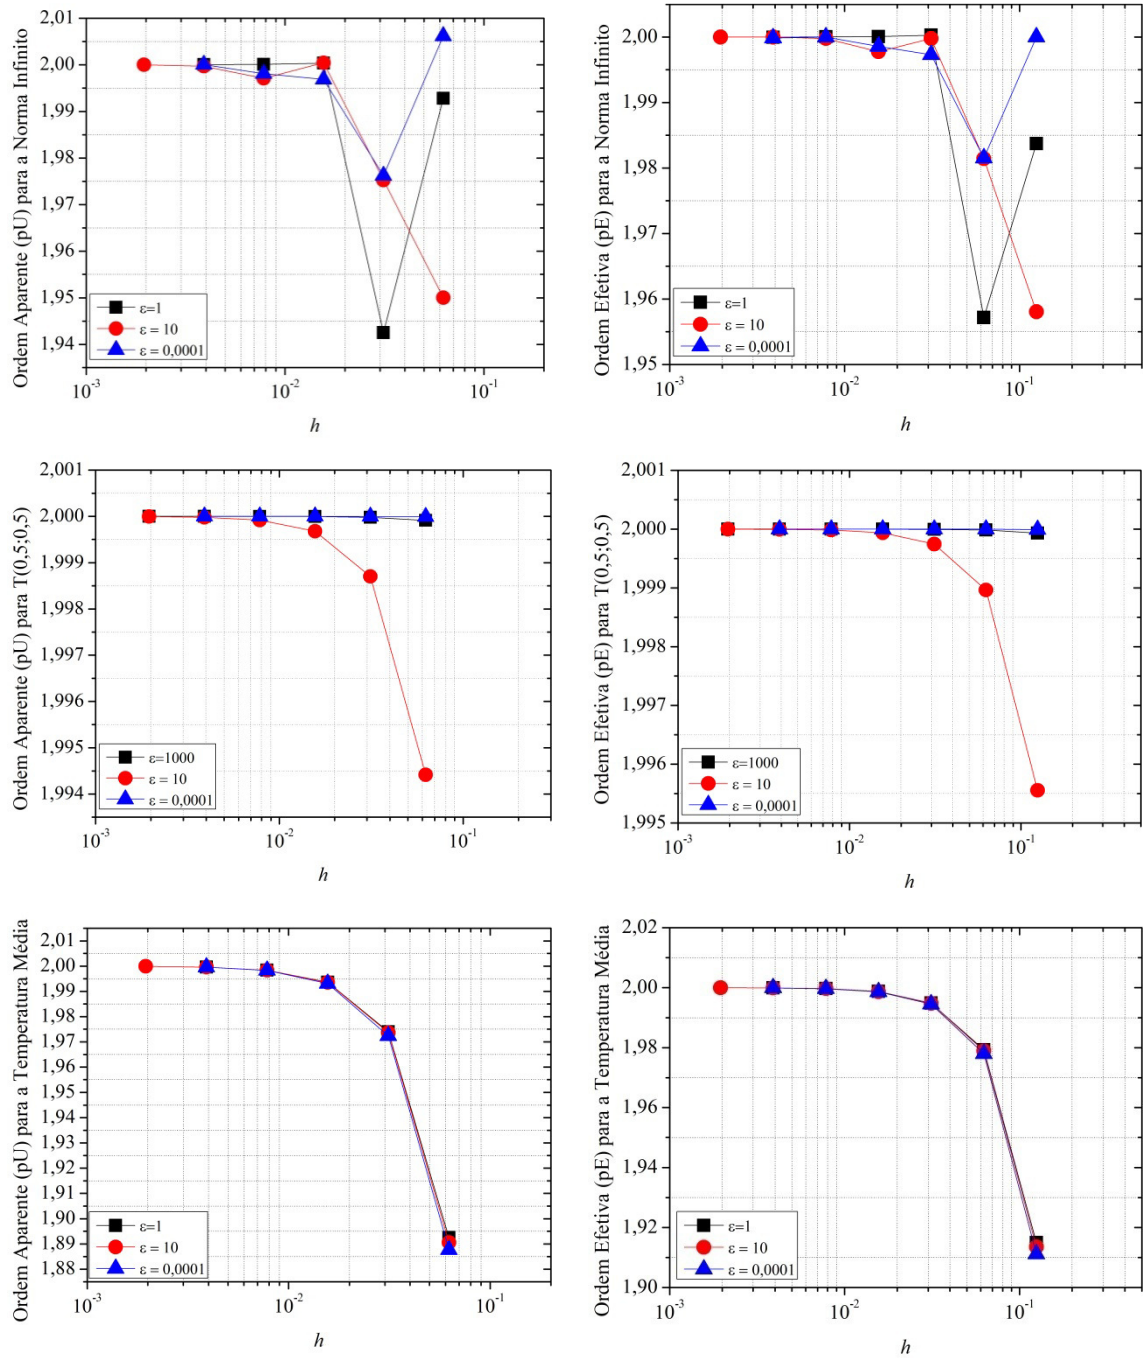 Ordem Aparente (pU) para a Norma Infinito
2,01
2,00
1,99
1,98
1,97
1,96
1,95
1,94
ε=1
ε = 10
ε = 0,0001
10-3
10-2
10-1
h
Ordem Efetiva (pE) para a Norma Infinito
2,00
1,99
1,98
1,97
1,96
1,95
ε=1
ε = 10
ε = 0,0001
10-3
10-2
10-1
h
Ordem Aparente (pU) para T(0,5;0,5)
2,001
2,000
1,999
1,998
1,997
1,996
1,995
1,994
ε=1000
ε = 10
ε = 0,0001
10-3
10-2
10-1
h
Ordem Efetiva (pE) para T(0,5;0,5)
2,001
2,000
1,999
1,998
1,997
1,996
1,995
ε=1000
ε = 10
ε = 0,0001
10-3
10-2
10-1
h
Ordem Aparente (pU) para a Temperatura Média
2,01
2,00
1,99
1,98
1,97
1,96
1,95
1,94
1,93
1,92
1,91
1,90
1,89
1,88
ε=1
ε = 10
ε = 0,0001
10-3
10-2
10-1
h
Ordem Efetiva (pE) para a Temperatura Média
2,02
2,00
1,98
1,96
1,94
1,92
1,90
ε=1
ε = 10
ε = 0,0001
10-3
10-2
10-1
h